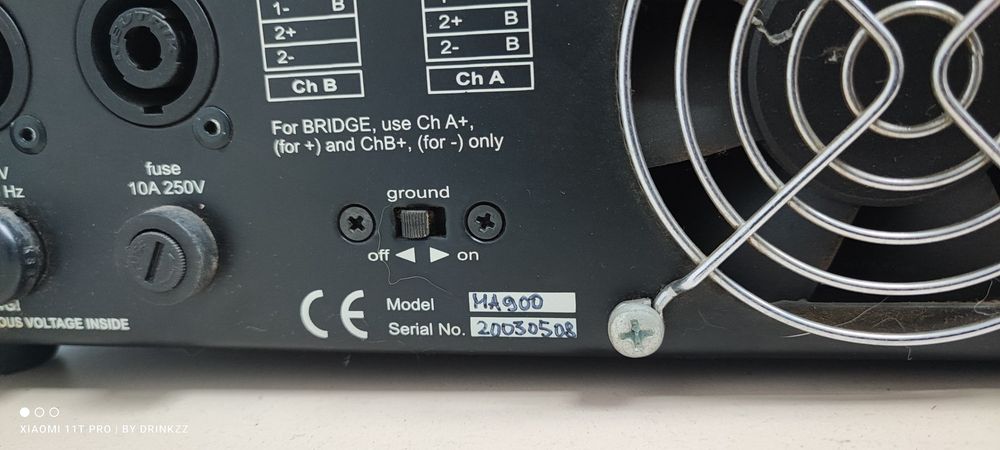 1- B
2+
2-
Ch B
2+ B
2- B
Ch A
For BRIDGE, use Ch A+,
(for +) and ChB+, (for -) only
V
Hz
fuse
10A 250V
ground
off ◀ ▶ on
CE
Model MA900
Serial No. 20030508
OUS VOLTAGE INSIDE
XIAOMI 11T PRO | BY DRINKZZ